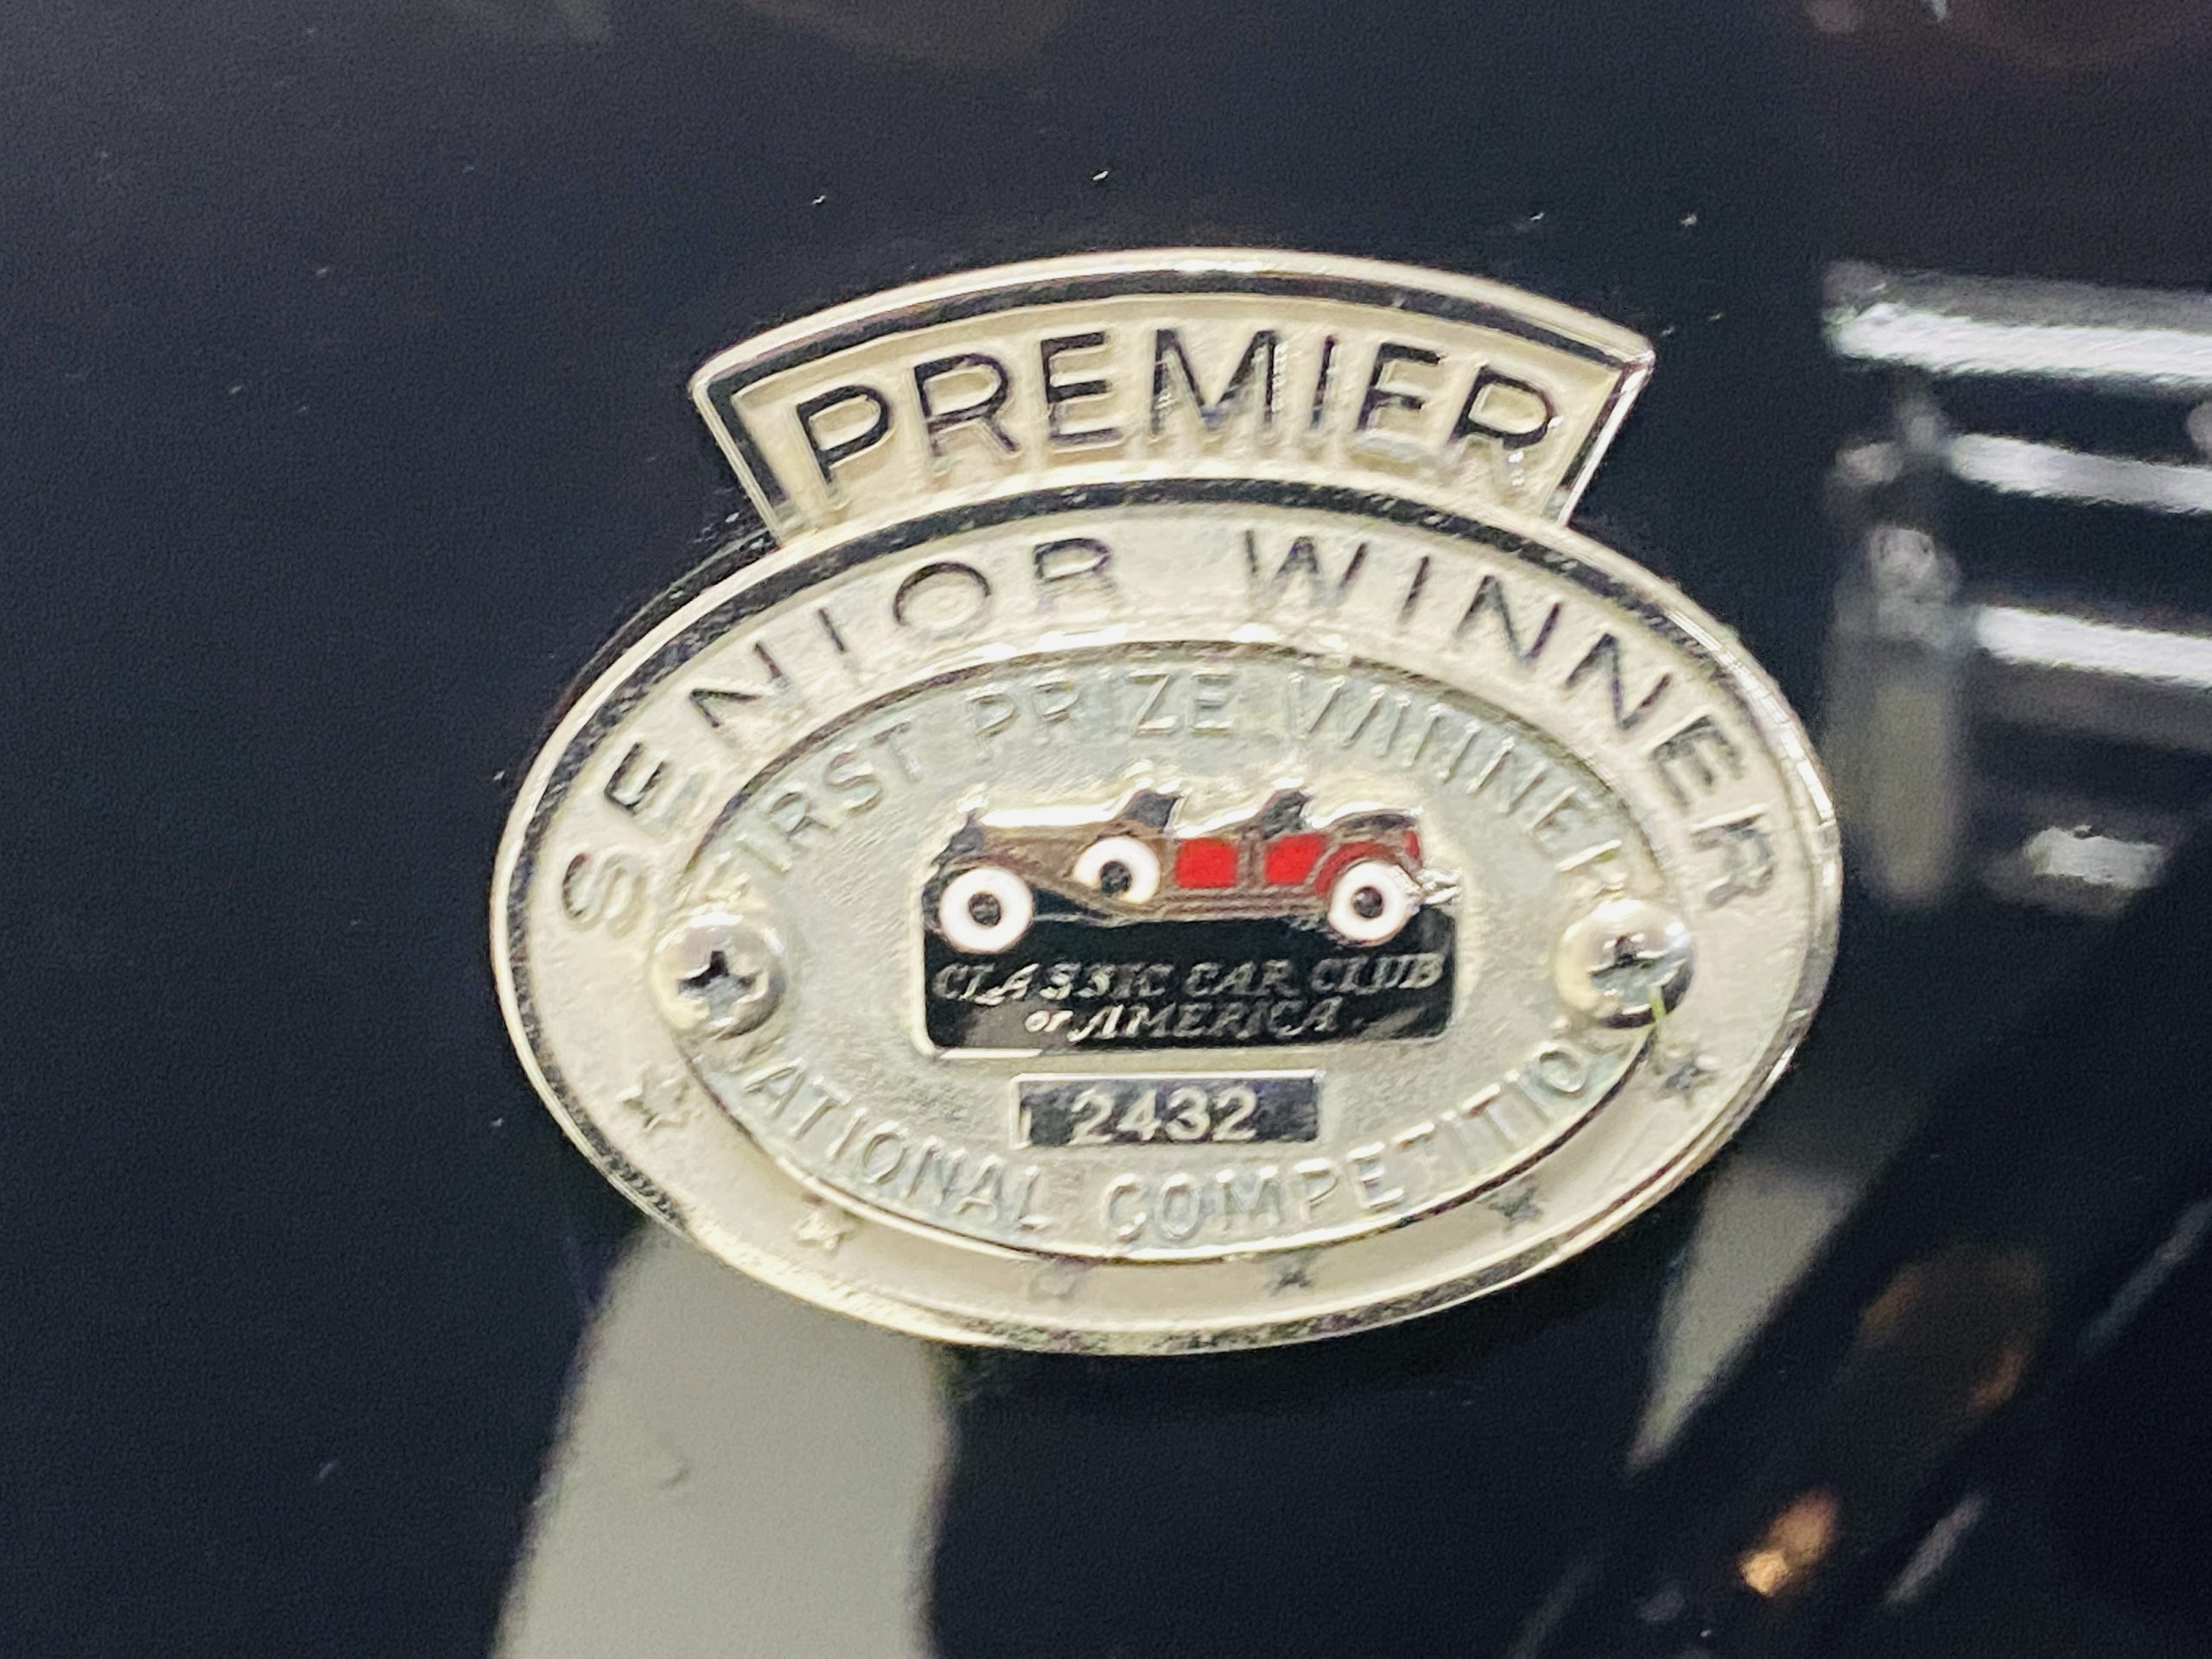 PREMIER
SENIOR WINNER
FIRST PRIZE WINNER
CLASSIC CAR CLUB
OF AMERICA
2432
NATIONAL COMPETITION